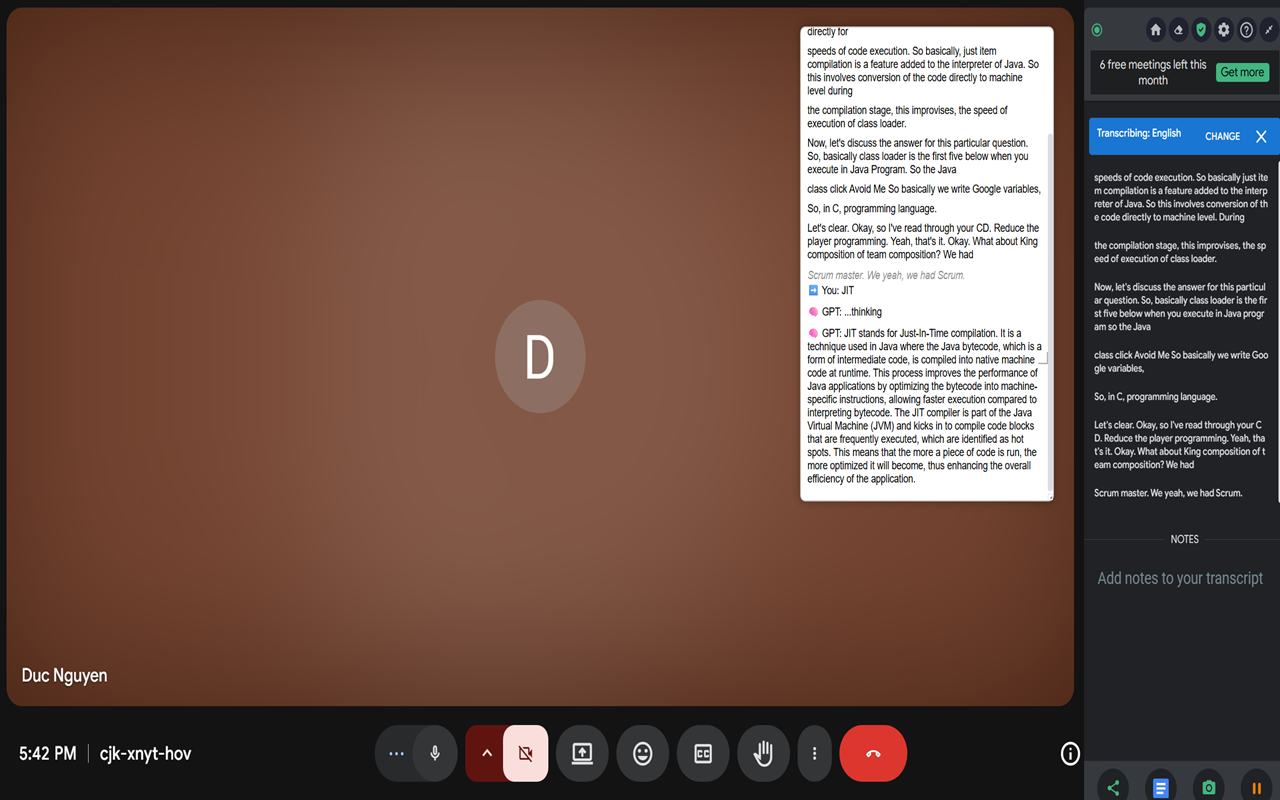 directly for
speeds of code execution. So basically, just item
compilation is a feature added to the interpreter of Java. So
this involves conversion of the code directly to machine
level during
the compilation stage, this improvises, the speed of
execution of class loader.
Now, let's discuss the answer for this particular question.
So, basically class loader is the first five below when you
execute in Java Program. So the Java
class click Avoid Me So basically we write Google variables,
So, in C, programming language.
Let's clear. Okay, so I've read through your CD. Reduce the
player programming. Yeah, that's it. Okay. What about King
composition of team composition? We had
Scrum master. We yeah, we had Scrum.
You: JIT
GPT: ...thinking
GPT: JIT stands for Just-In-Time compilation. It is a
technique used in Java where the Java bytecode, which is a
form of intermediate code, is compiled into native machine
code at runtime. This process improves the performance of
Java applications by optimizing the bytecode into machine-
specific instructions, allowing faster execution compared to
interpreting bytecode. The JIT compiler is part of the Java
Virtual Machine (JVM) and kicks in to compile code blocks
that are frequently executed, which are identified as hot
spots. This means that the more a piece of code is run, the
more optimized it will become, thus enhancing the overall
efficiency of the application.
D
Duc Nguyen
5:42 PM | cjk-xnyt-hov
6 free meetings left this
month
Get more
Transcribing: English
CHANGE
speeds of code execution. So basically just ite
m compilation is a feature added to the interp
reter of Java. So this involves conversion of th
e code directly to machine level. During
the compilation stage, this improvises, the sp
eed of execution of class loader.
Now, let's discuss the answer for this particul
ar question. So, basically class loader is the fir
st five below when you execute in Java progr
am so the Java
class click Avoid Me So basically we write Goo
gle variables,
So, in C, programming language.
Let's clear. Okay, so I've read through your C
D. Reduce the player programming. Yeah, tha
t's it. Okay. What about King composition of t
eam composition? We had
Scrum master. We yeah, we had Scrum.
NOTES
Add notes to your transcript